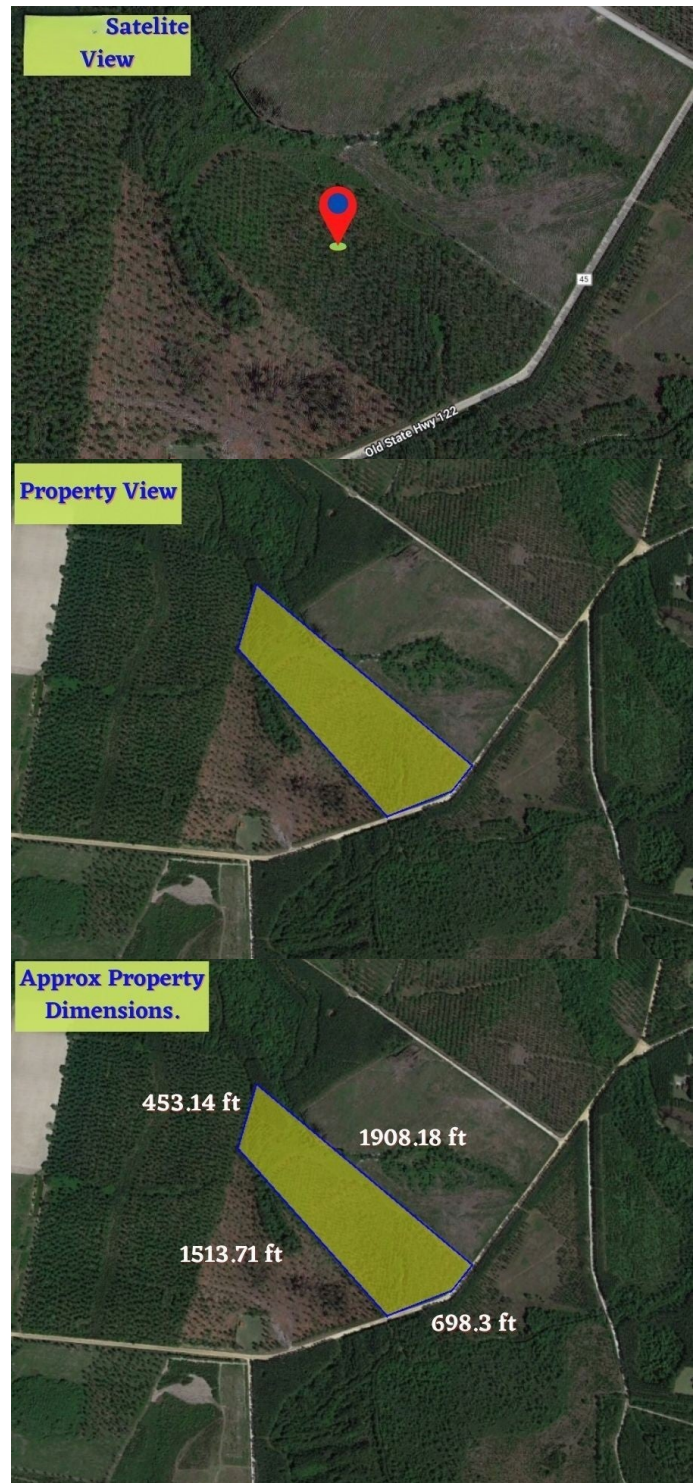 Satelite
View
45
Old State Hwy 122
Property View
Approx Property
Dimensions.
453.14 ft
1908.18 ft
1513.71 ft
698.3 ft